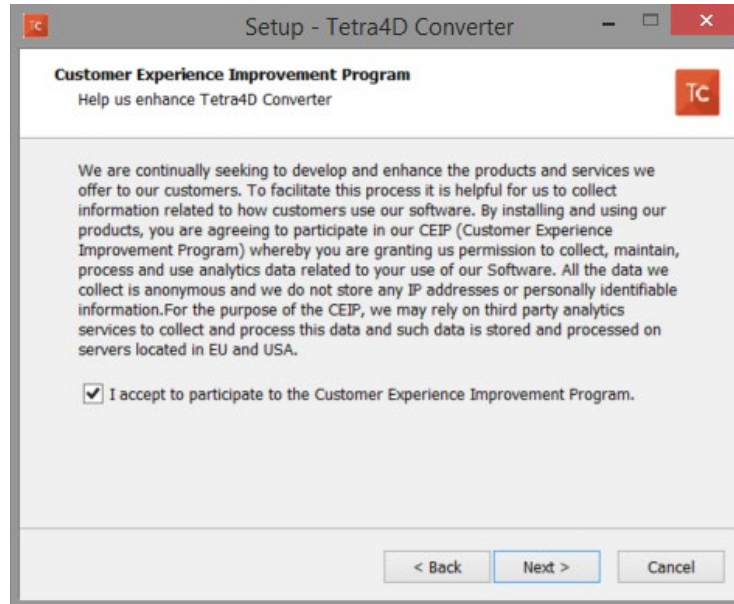 TC
Setup - Tetra4D Converter
Customer Experience Improvement Program
Help us enhance Tetra4D Converter
TC
We are continually seeking to develop and enhance the products and services we
offer to our customers. To facilitate this process it is helpful for us to collect
information related to how customers use our software. By installing and using our
products, you are agreeing to participate in our CEIP (Customer Experience
Improvement Program) whereby you are granting us permission to collect, maintain,
process and use analytics data related to your use of our Software. All the data we
collect is anonymous and we do not store any IP addresses or personally identifiable
information.For the purpose of the CEIP, we may rely on third party analytics
services to collect and process this data and such data is stored and processed on
servers located in EU and USA.
I accept to participate to the Customer Experience Improvement Program.
< Back Next > Cancel